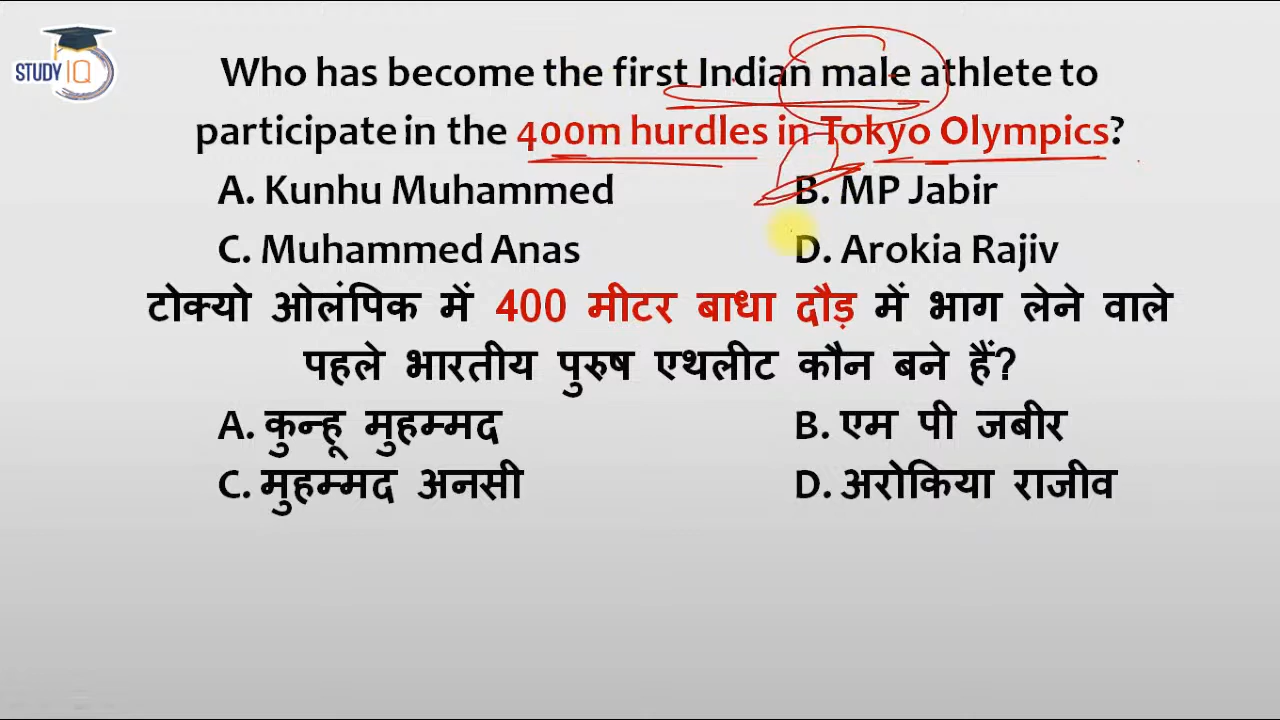 STUDY IQ
Who has become the first Indian male athlete to
participate in the 400m hurdles in Tokyo Olympics?
A. Kunhu Muhammed B. MP Jabir
C. Muhammed Anas D. Arokia Rajiv
टोक्यो ओलंपिक में 400 मीटर बाधा दौड़ में भाग लेने वाले
पहले भारतीय पुरुष एथलीट कौन बने हैं?
A. कुन्हू मुहम्मद B. एम पी जबीर
C. मुहम्मद अनसी D. अरोकिया राजीव